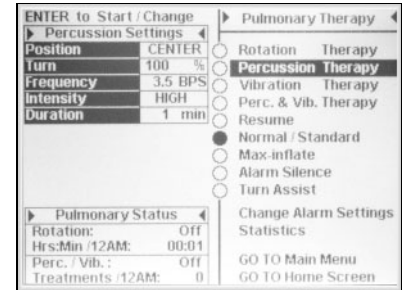 ENTER to Start / Change
Percussion Settings
Position CENTER
Turn 100 %
Frequency 3.5 BPS
Intensity HIGH
Duration 1 min
Pulmonary Status
Rotation: Off
Hrs:Min /12AM: 00:01
Perc. / Vib. : Off
Treatments /12AM: 0
Pulmonary Therapy
Rotation Therapy
Percussion Therapy
Vibration Therapy
Perc. & Vib. Therapy
Resume
Normal / Standard
Max-inflate
Alarm Silence
Turn Assist
Change Alarm Settings
Statistics
GO TO Main Menu
GO TO Home Screen